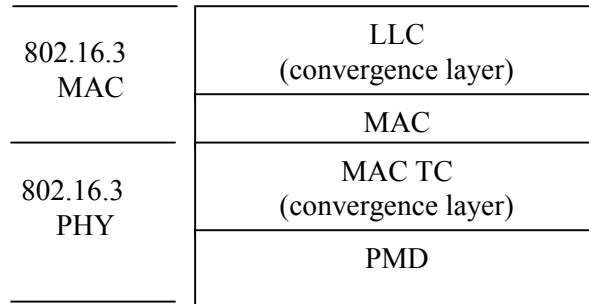 802.16.3
MAC
LLC
(convergence layer)
MAC
802.16.3
PHY
MAC TC
(convergence layer)
PMD